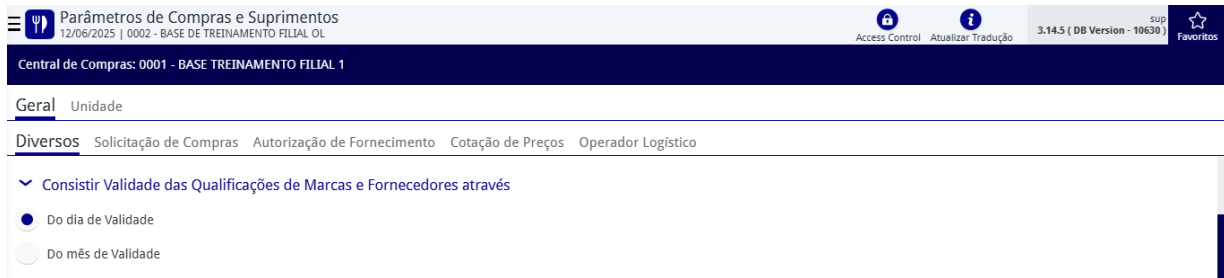 Parâmetros de Compras e Suprimentos
12/06/2025 | 0002 - BASE DE TREINAMENTO FILIAL OL
Access Control
Atualizar Tradução
sup
3.14.5 ( DB Version - 10630 )
Favoritos
Central de Compras: 0001 - BASE TREINAMENTO FILIAL 1
Geral Unidade
Diversos Solicitação de Compras Autorização de Fornecimento Cotação de Preços Operador Logístico
Consistir Validade das Qualificações de Marcas e Fornecedores através
Do dia de Validade
Do mês de Validade